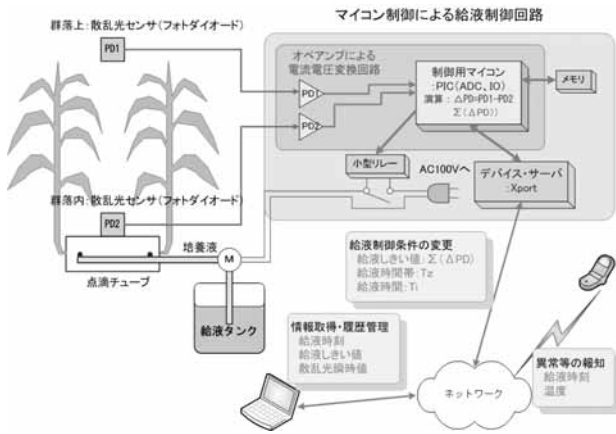 マイコン制御による給液制御回路
群落上:散乱光センサ(フォトダイオード)
PD1
オペアンプによる
電流電圧変換回路
PD1
PD2
制御用マイコン
:PIC(ADC、IO)
演算:△PD=PD1-PD2
Σ(△PD))
メモリ
小型リレー
AC100Vへ
デバイス・サーバ
:Xport
群落内:散乱光センサ(フォトダイオード)
PD2
培養液
M
点滴チューブ
給液タンク
給液制御条件の変更
給液しきい値:Σ(△PD)
給液時間帯:Tz
給液時間:Ti
情報取得・履歴管理
給液時刻
給液しきい値
散乱光瞬時値
ネットワーク
異常等の報知
給液時刻
温度